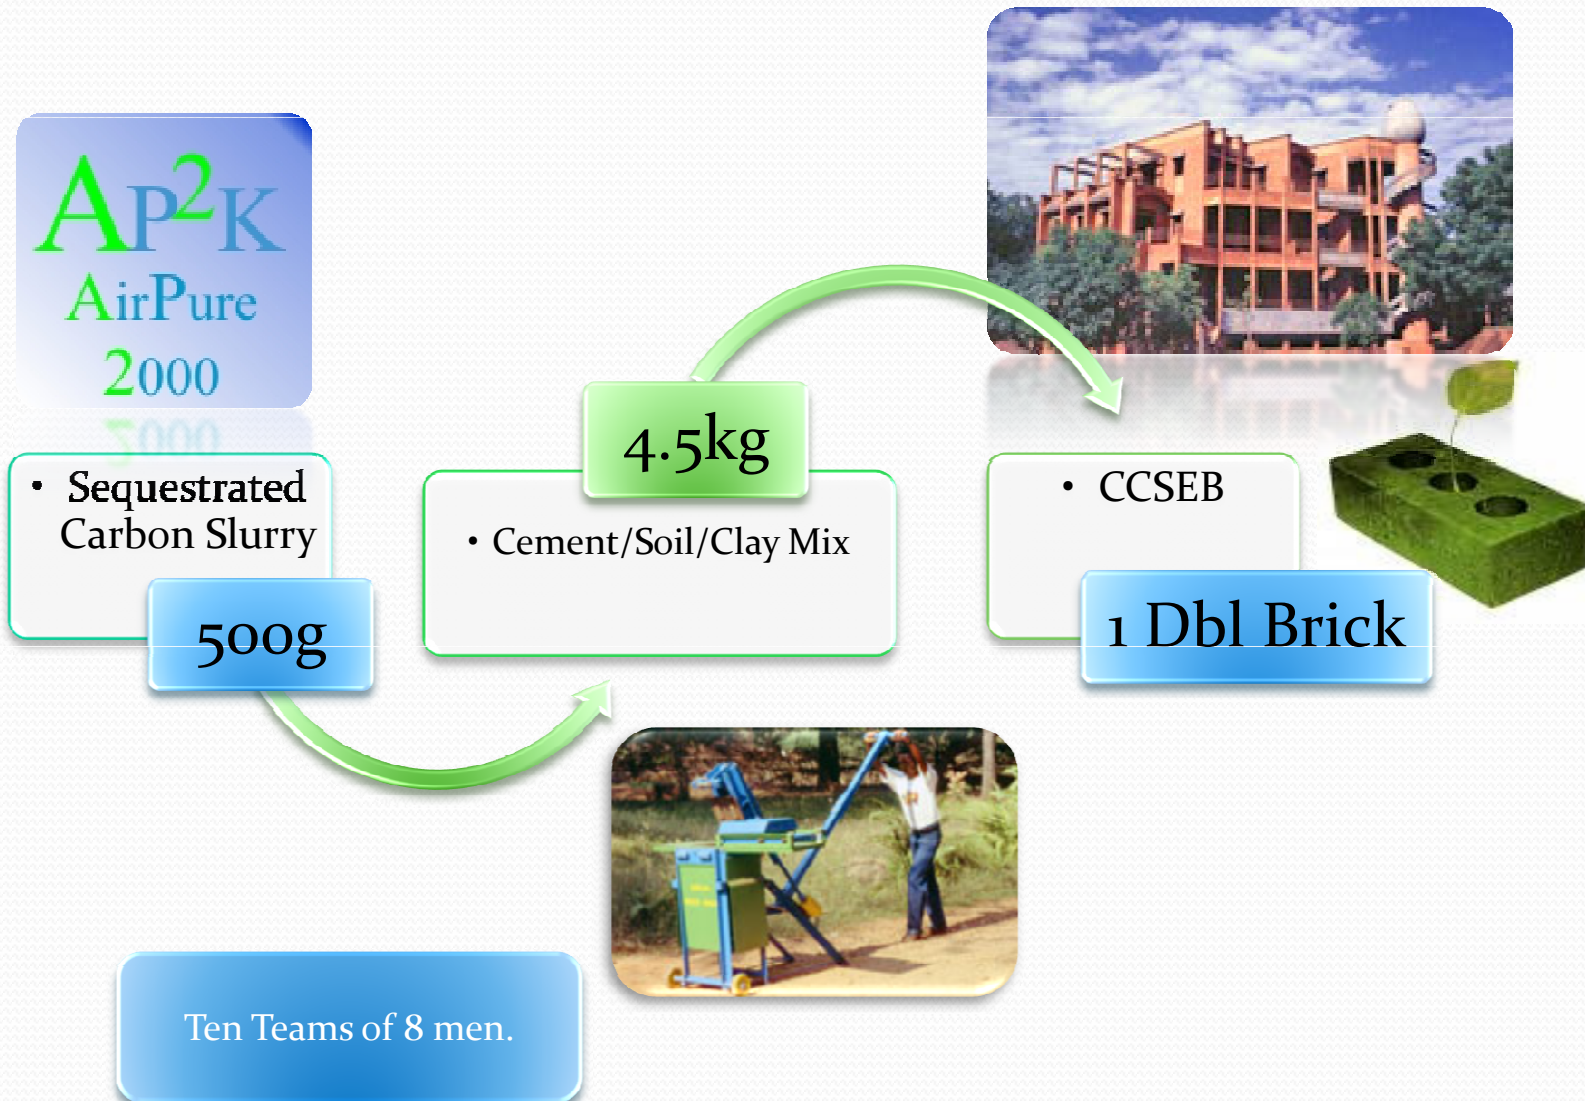 AP²K
AirPure
2000
• Sequestrated
Carbon Slurry
500g
4.5kg
• Cement/Soil/Clay Mix
• CCSEB
1 Dbl Brick
Ten Teams of 8 men.